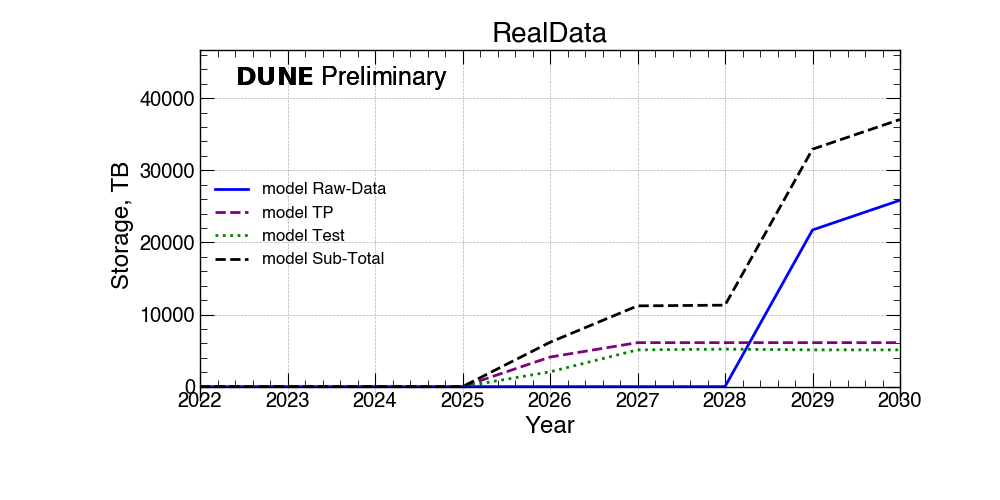 RealData
DUNE Preliminary
40000
30000
20000
10000
0
Storage, TB
model Raw-Data
model TP
model Test
model Sub-Total
2022 2023 2024 2025 2026 2027 2028 2029 2030
Year